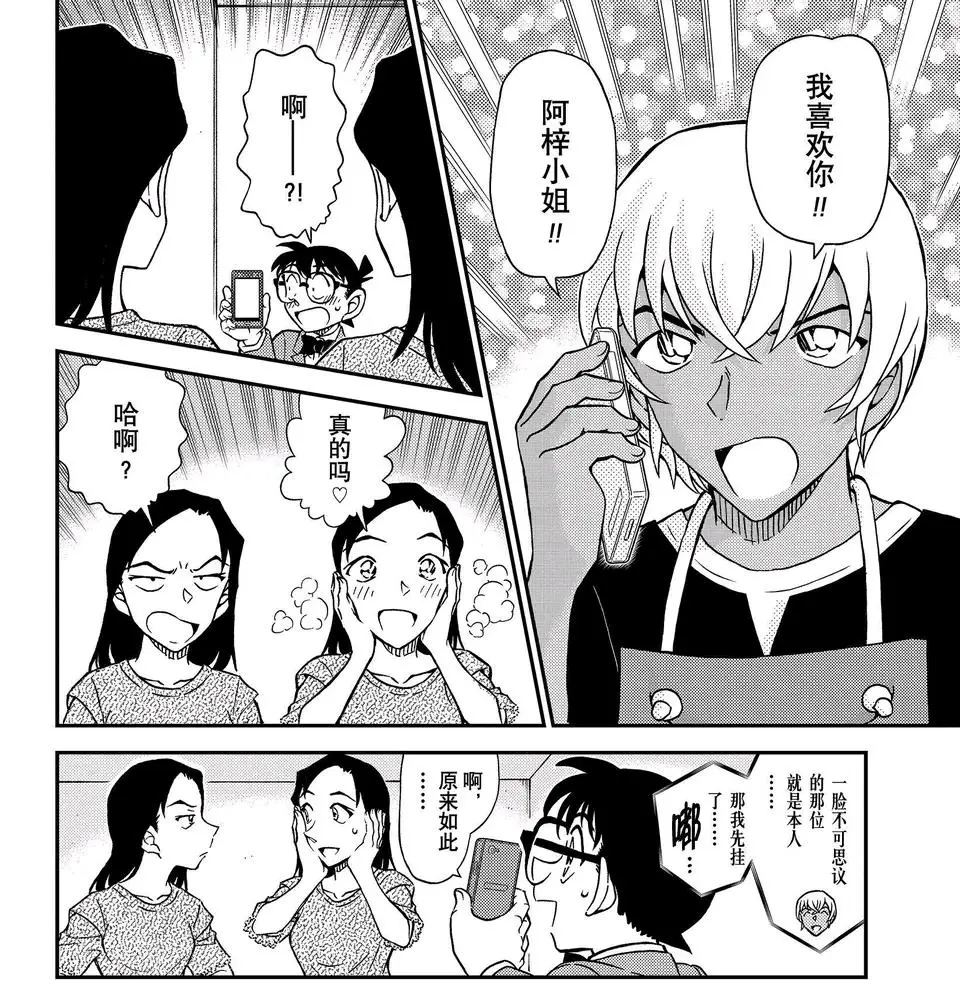 我喜欢你!!
阿梓小姐!!
啊——?!
真的吗♡
哈啊?
一脸不可思议
的那位
就是本人
……
那我先挂
了……
嘟…
…
啊,
原来如此
……